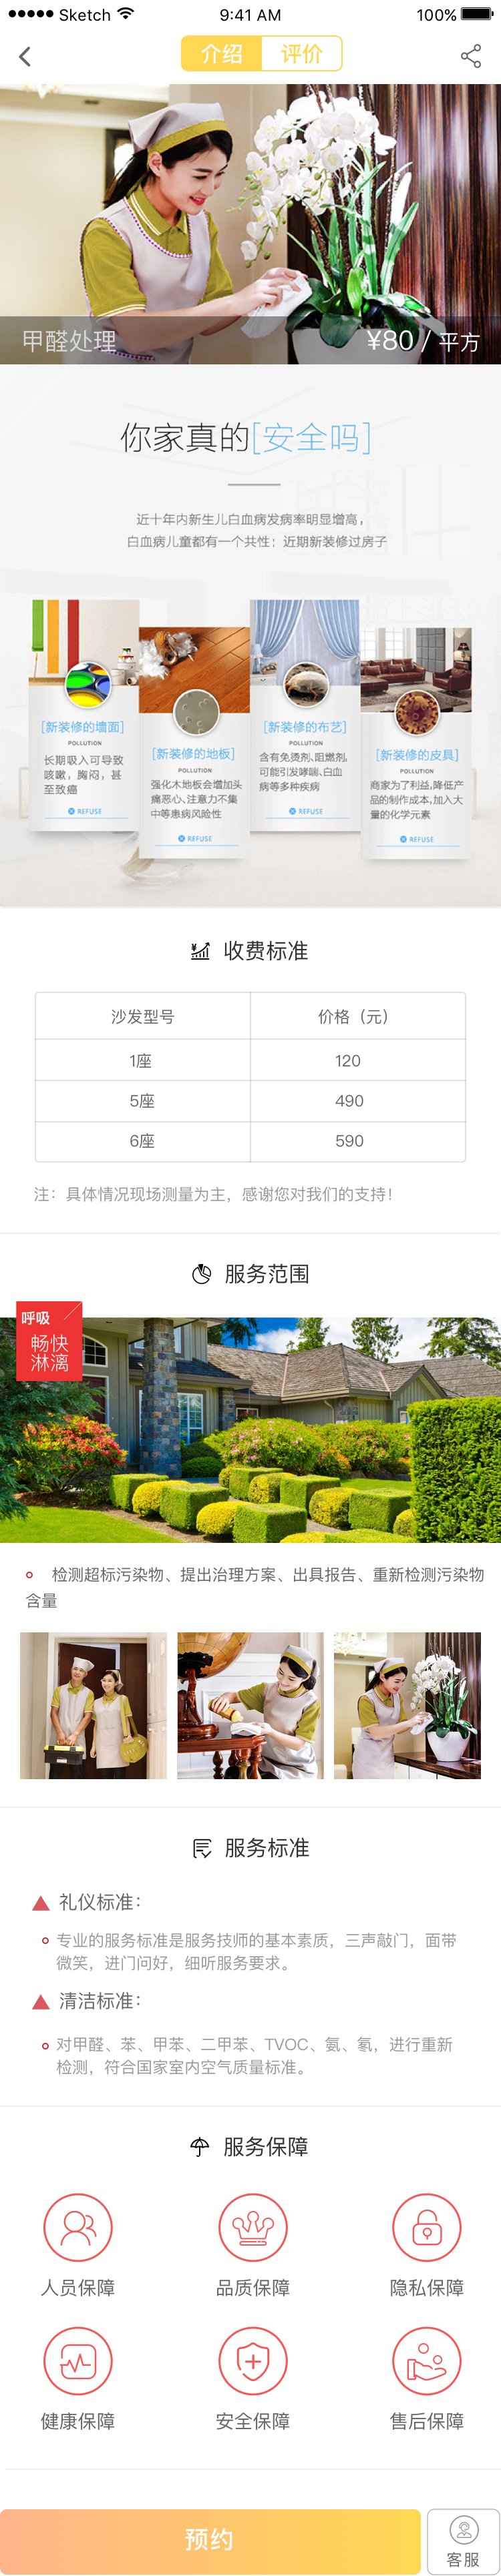 Sketch 9:41 AM 100%
介绍 评价
甲醛处理 ¥80 / 平方
你家真的[安全吗]
近十年内新生儿白血病发病率明显增高，
白血病儿童都有一个共性：近期新装修过房子
[新装修的墙面]
POLLUTION
长期吸入可导致
咳嗽，胸闷，甚
至致癌
REFUSE
[新装修的地板]
POLLUTION
强化木地板会增加头
痛恶心、注意力不集
中等患病风险性
REFUSE
[新装修的布艺]
POLLUTION
含有免烫剂、阻燃剂,
可能引发哮喘、白血
病等多种疾病
REFUSE
[新装修的皮具]
POLLUTION
商家为了利益,降低产
品的制作成本,加入大
量的化学元素
REFUSE
收费标准
沙发型号 价格（元）
1座 120
5座 490
6座 590
注：具体情况现场测量为主，感谢您对我们的支持！
服务范围
呼吸
畅快
淋漓
检测超标污染物、提出治理方案、出具报告、重新检测污染物
含量
服务标准
礼仪标准：
专业的服务标准是服务技师的基本素质，三声敲门，面带
微笑，进门问好，细听服务要求。
清洁标准：
对甲醛、苯、甲苯、二甲苯、TVOC、氨、氡，进行重新
检测，符合国家室内空气质量标准。
服务保障
人员保障 品质保障 隐私保障
健康保障 安全保障 售后保障
预约 客服